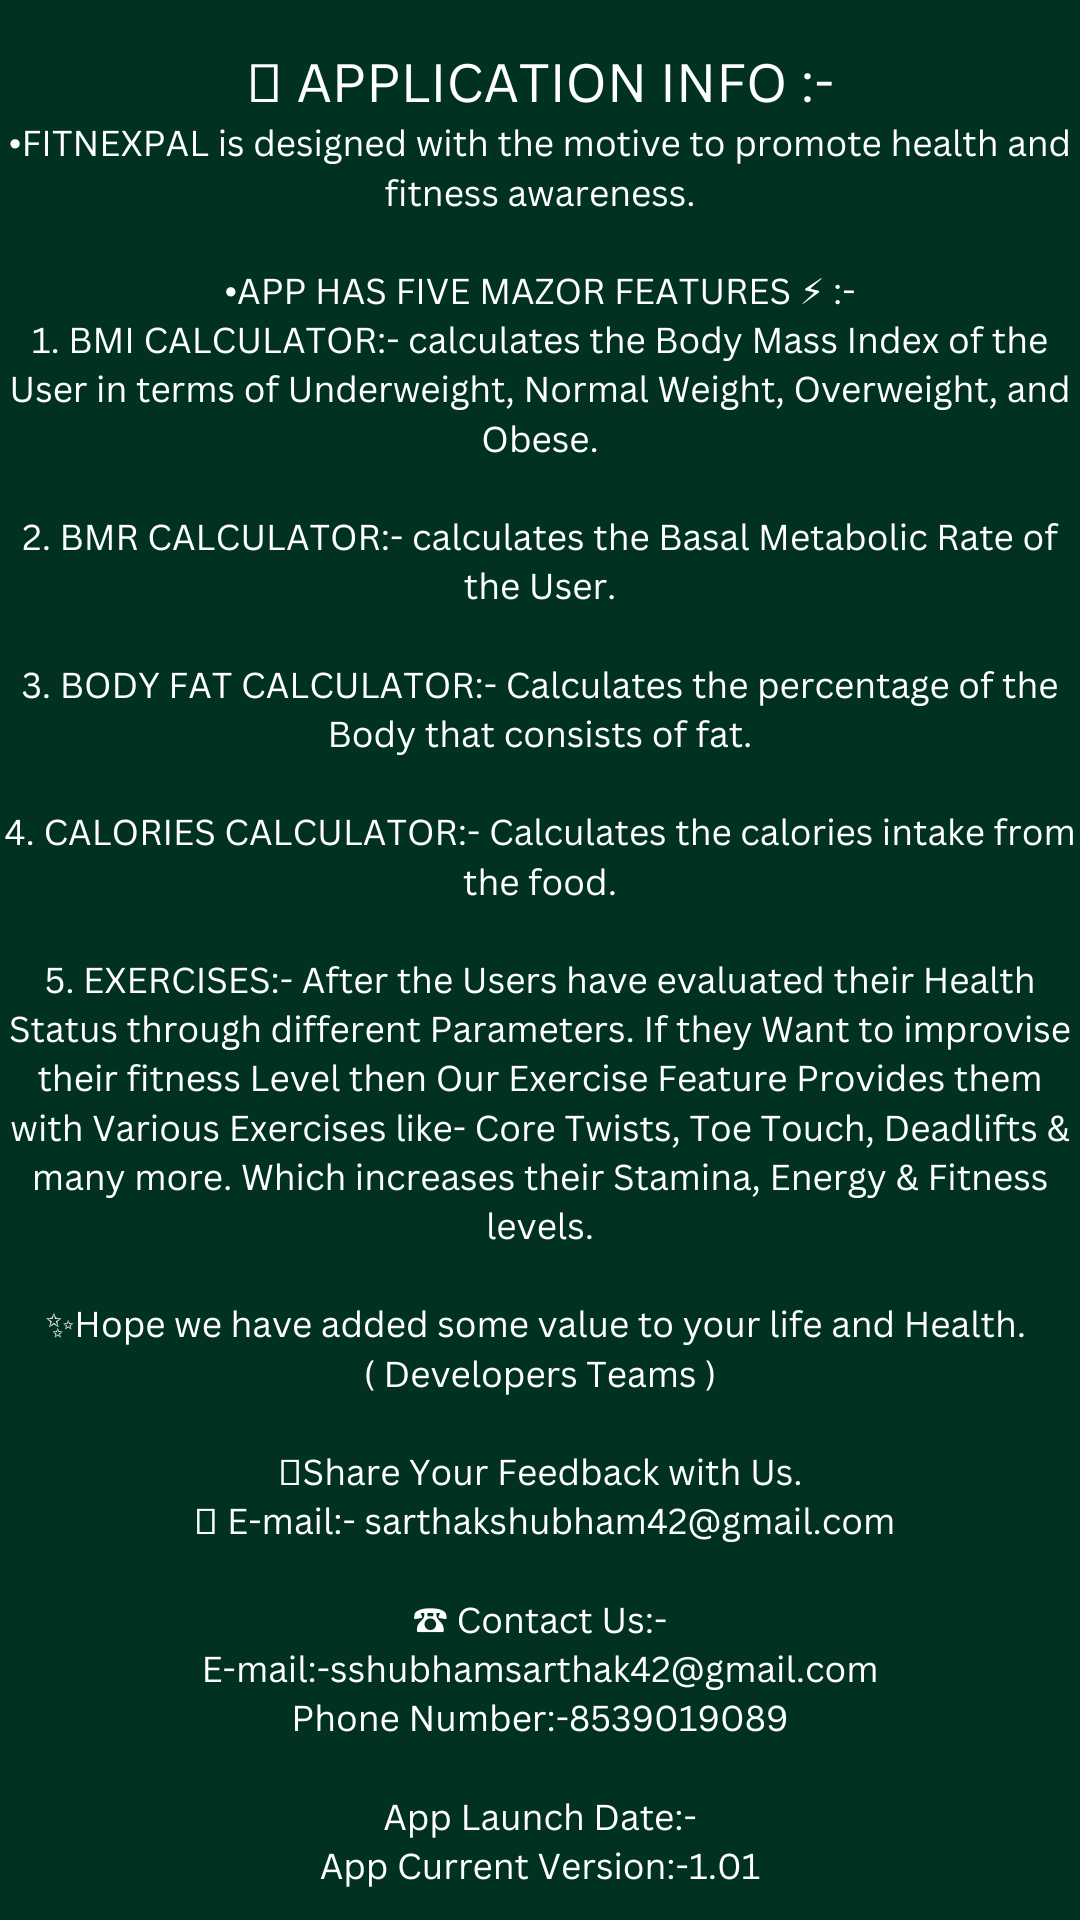 ▯ APPLICATION INFO :-
•FITNEXPAL is designed with the motive to promote health and
fitness awareness.
•APP HAS FIVE MAZOR FEATURES ⚡ :-
1. BMI CALCULATOR:- calculates the Body Mass Index of the
User in terms of Underweight, Normal Weight, Overweight, and
Obese.
2. BMR CALCULATOR:- calculates the Basal Metabolic Rate of
the User.
3. BODY FAT CALCULATOR:- Calculates the percentage of the
Body that consists of fat.
4. CALORIES CALCULATOR:- Calculates the calories intake from
the food.
5. EXERCISES:- After the Users have evaluated their Health
Status through different Parameters. If they Want to improvise
their fitness Level then Our Exercise Feature Provides them
with Various Exercises like- Core Twists, Toe Touch, Deadlifts &
many more. Which increases their Stamina, Energy & Fitness
levels.
✨Hope we have added some value to your life and Health.
( Developers Teams )
▯Share Your Feedback with Us.
▯ E-mail:- sarthakshubham42@gmail.com
☎ Contact Us:-
E-mail:-sshubhamsarthak42@gmail.com
Phone Number:-8539019089
App Launch Date:-
App Current Version:-1.01